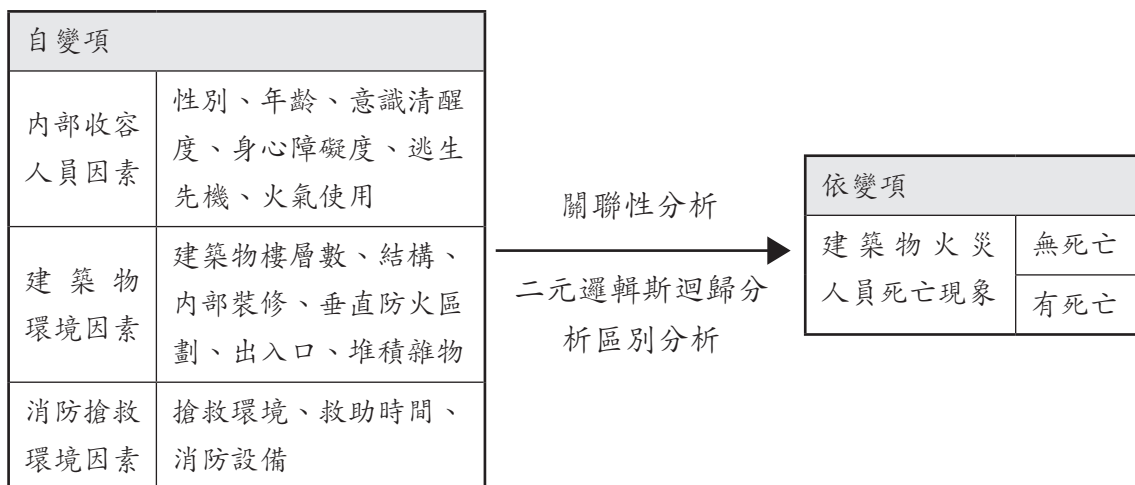 自變項
內部收容
人員因素
性別、年齡、意識清醒
度、身心障礙度、逃生
先機、火氣使用
建築物
環境因素
建築物樓層數、結構、
內部裝修、垂直防火區
劃、出入口、堆積雜物
消防搶救
環境因素
搶救環境、救助時間、
消防設備
關聯性分析
二元邏輯斯迴歸分
析區別分析
依變項
建築物火災
人員死亡現象
無死亡
有死亡